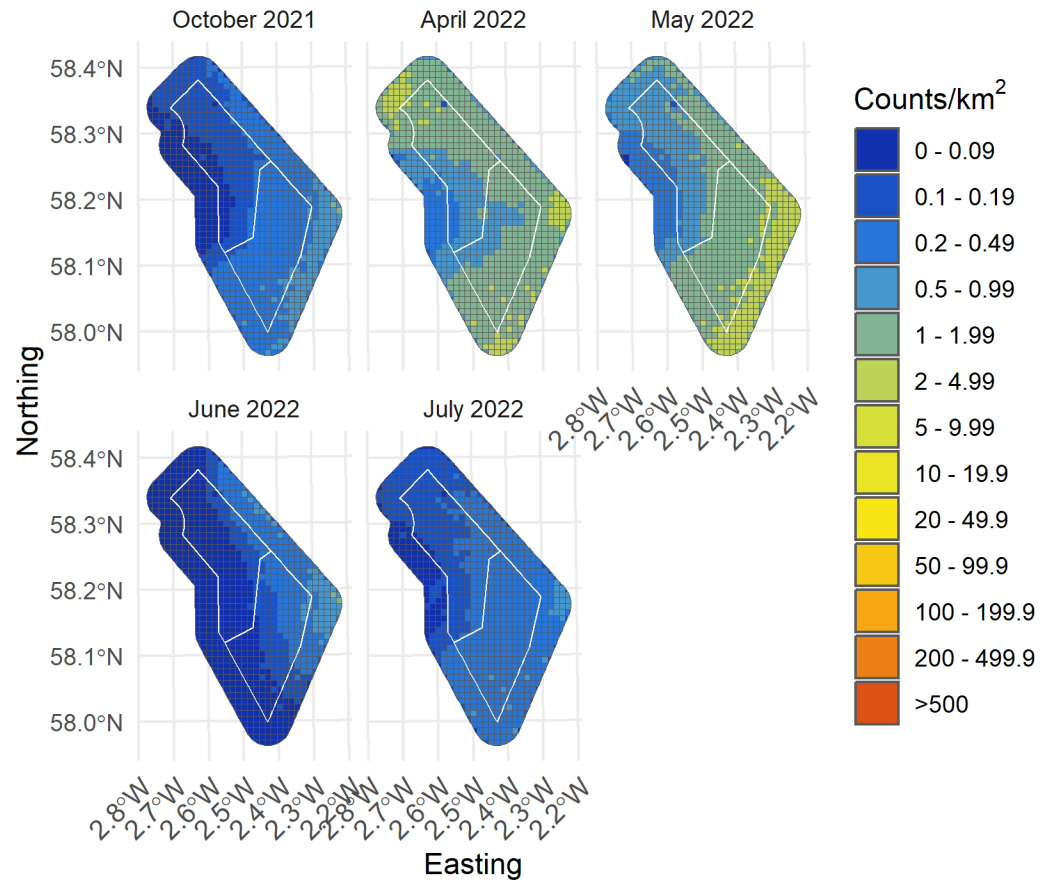 October 2021
April 2022
May 2022
58.4°N
58.3°N
58.2°N
58.1°N
58.0°N
2.8°W
2.7°W
2.6°W
2.5°W
2.4°W
2.3°W
2.2°W
June 2022
July 2022
58.4°N
58.3°N
58.2°N
58.1°N
58.0°N
2.8°W
2.7°W
2.6°W
2.5°W
2.4°W
2.3°W
2.2°W
2.8°W
2.7°W
2.6°W
2.5°W
2.4°W
2.3°W
2.2°W
Northing
Easting
Counts/km²
0 - 0.09
0.1 - 0.19
0.2 - 0.49
0.5 - 0.99
1 - 1.99
2 - 4.99
5 - 9.99
10 - 19.9
20 - 49.9
50 - 99.9
100 - 199.9
200 - 499.9
>500